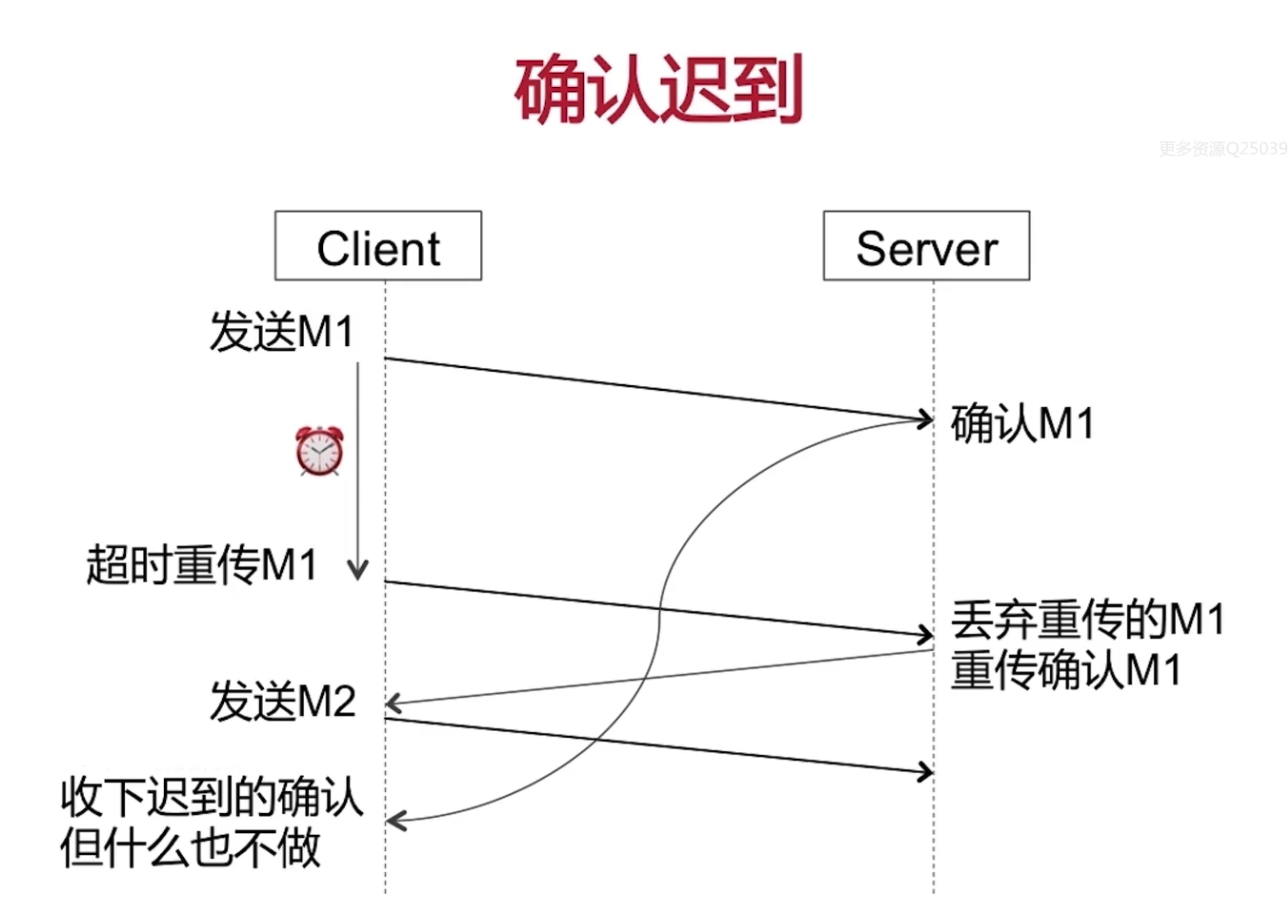 确认迟到
更多资源Q25039
Client
Server
发送M1
确认M1
超时重传M1
丢弃重传的M1
重传确认M1
发送M2
收下迟到的确认
但什么也不做